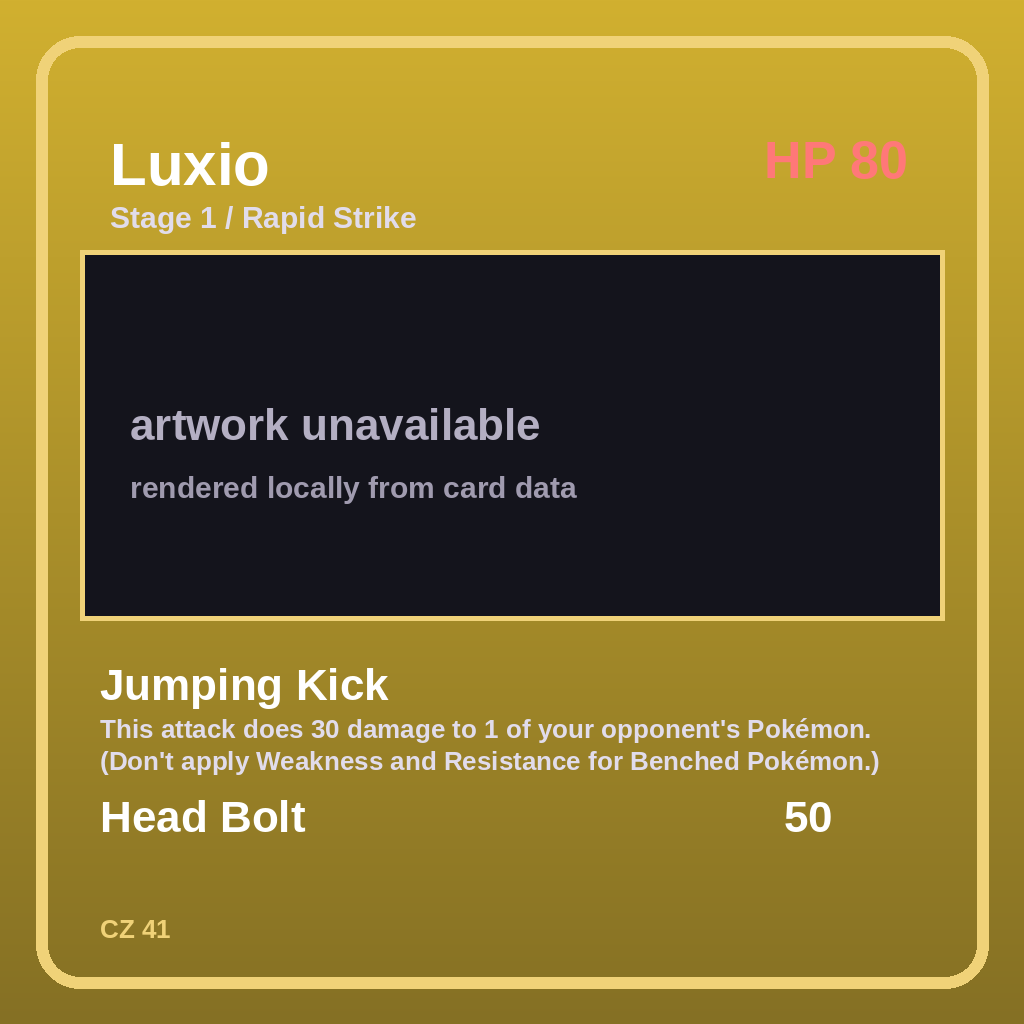 Luxio
HP 80
Stage 1 / Rapid Strike
artwork unavailable
rendered locally from card data
Jumping Kick
This attack does 30 damage to 1 of your opponent's Pokémon.
(Don't apply Weakness and Resistance for Benched Pokémon.)
Head Bolt 50
CZ 41